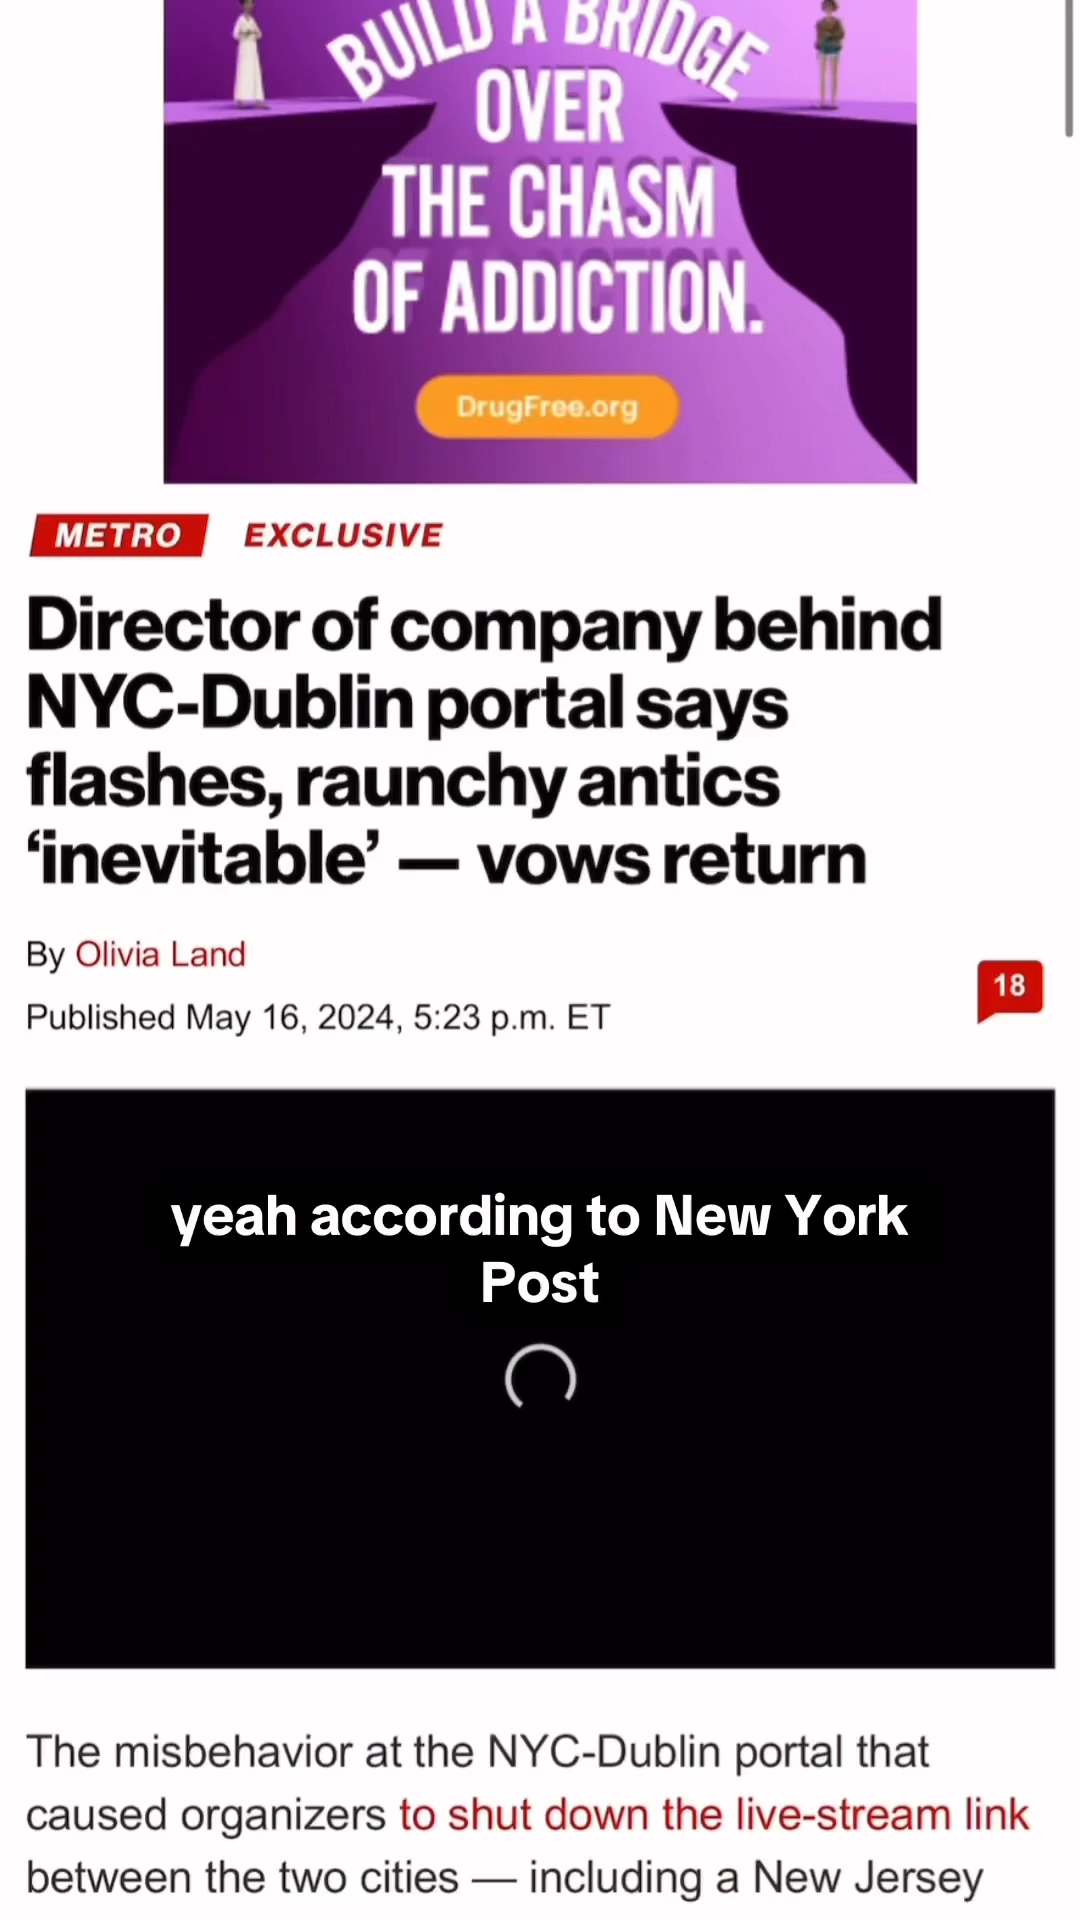 BUILD A BRIDGE
OVER
THE CHASM
OF ADDICTION.
DrugFree.org
METRO EXCLUSIVE
Director of company behind
NYC-Dublin portal says
flashes, raunchy antics
‘inevitable’ — vows return
By Olivia Land
18
Published May 16, 2024, 5:23 p.m. ET
yeah according to New York
Post
The misbehavior at the NYC-Dublin portal that
caused organizers to shut down the live-stream link
between the two cities — including a New Jersey